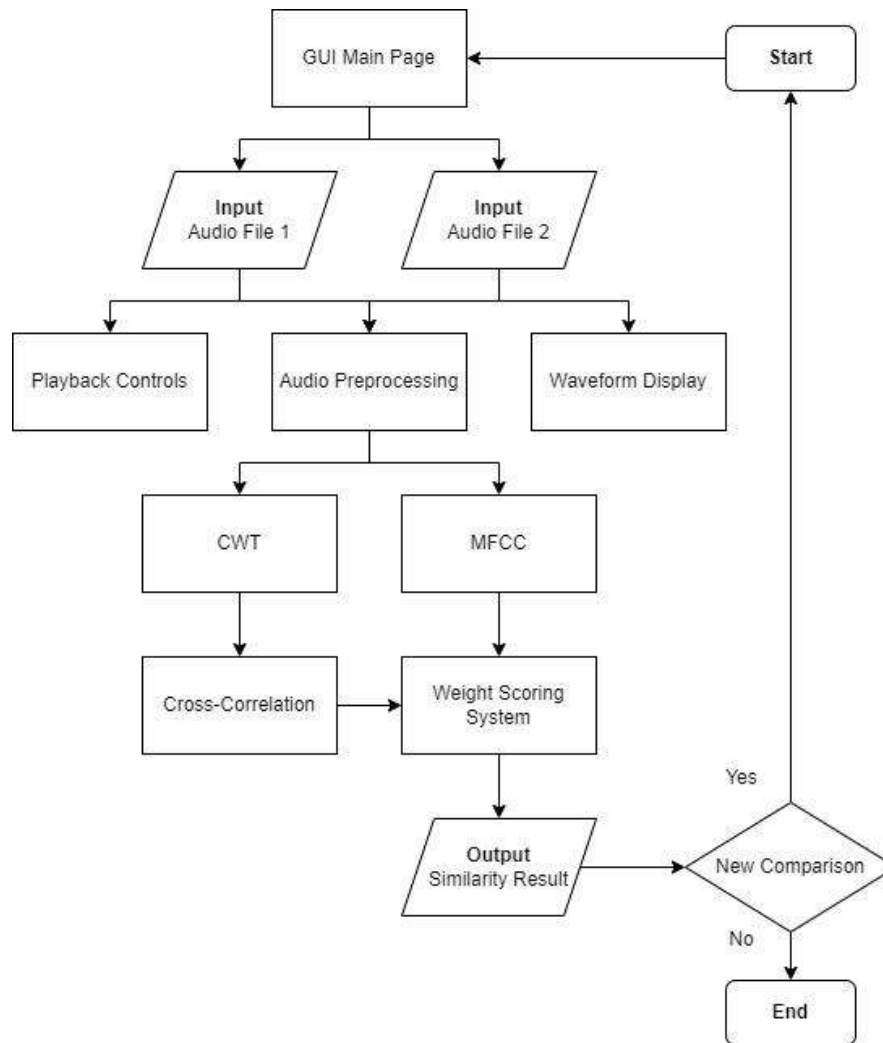 GUI Main Page
Start
Input
Audio File 1
Input
Audio File 2
Playback Controls
Audio Preprocessing
Waveform Display
CWT
MFCC
Cross-Correlation
Weight Scoring
System
Yes
Output
Similarity Result
New Comparison
No
End